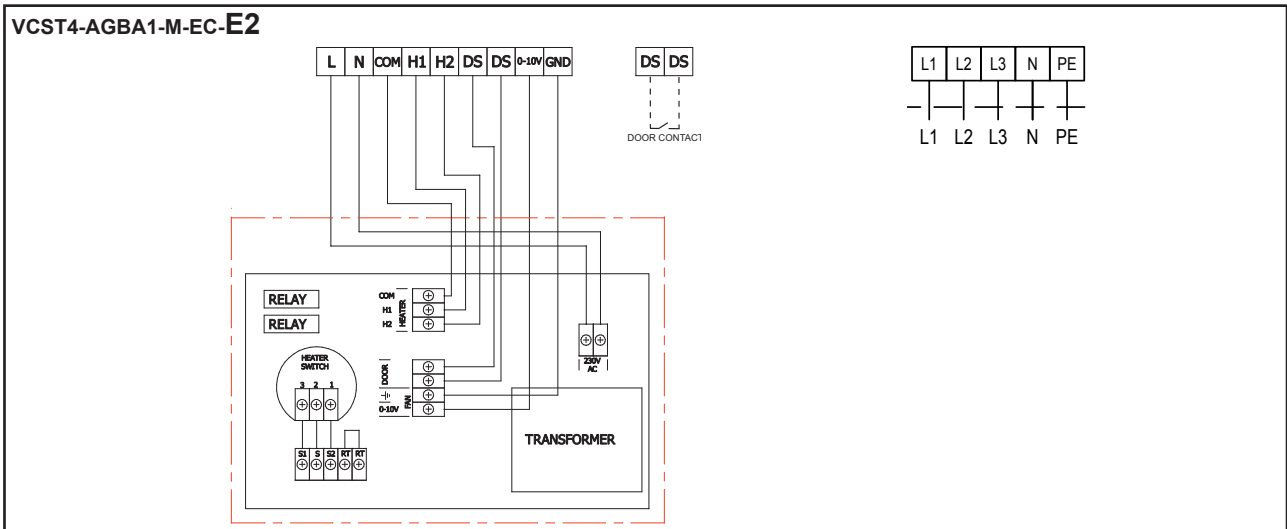 VCST4-AGBA1-M-EC-E2
L N COM H1 H2 DS DS 0-10V GND
DS DS
DOOR CONTACT
L1 L2 L3 N PE
L1 L2 L3 N PE
RELAY
RELAY
COM
H1
H2
HEATER
HEATER
SWITCH
3 2 1
DOOR
0-10V
FAN
230V
AC
S1 S S2 RT RT
TRANSFORMER